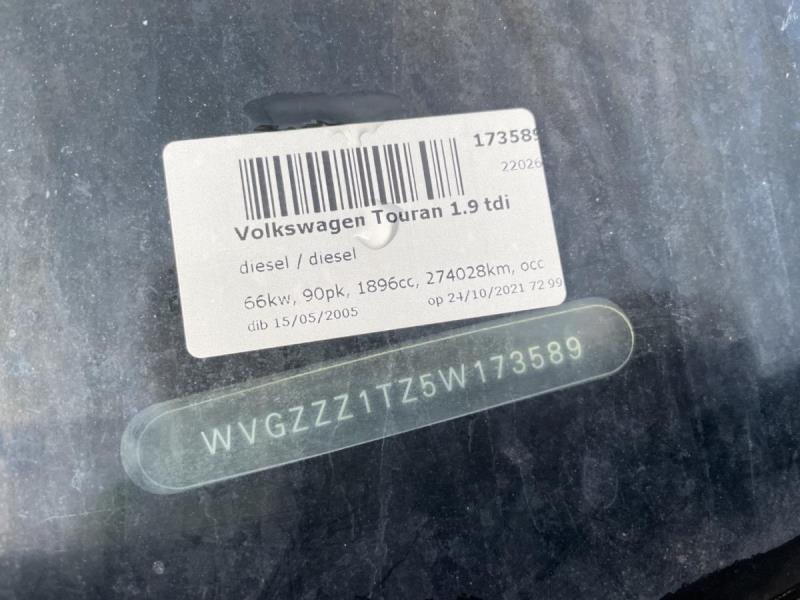 173589
22026
Volkswagen Touran 1.9 tdi
diesel / diesel
66kw, 90pk, 1896cc, 274028km, occ
dib 15/05/2005 op 24/10/2021 72 99
WVGZZZ1TZ5W173589